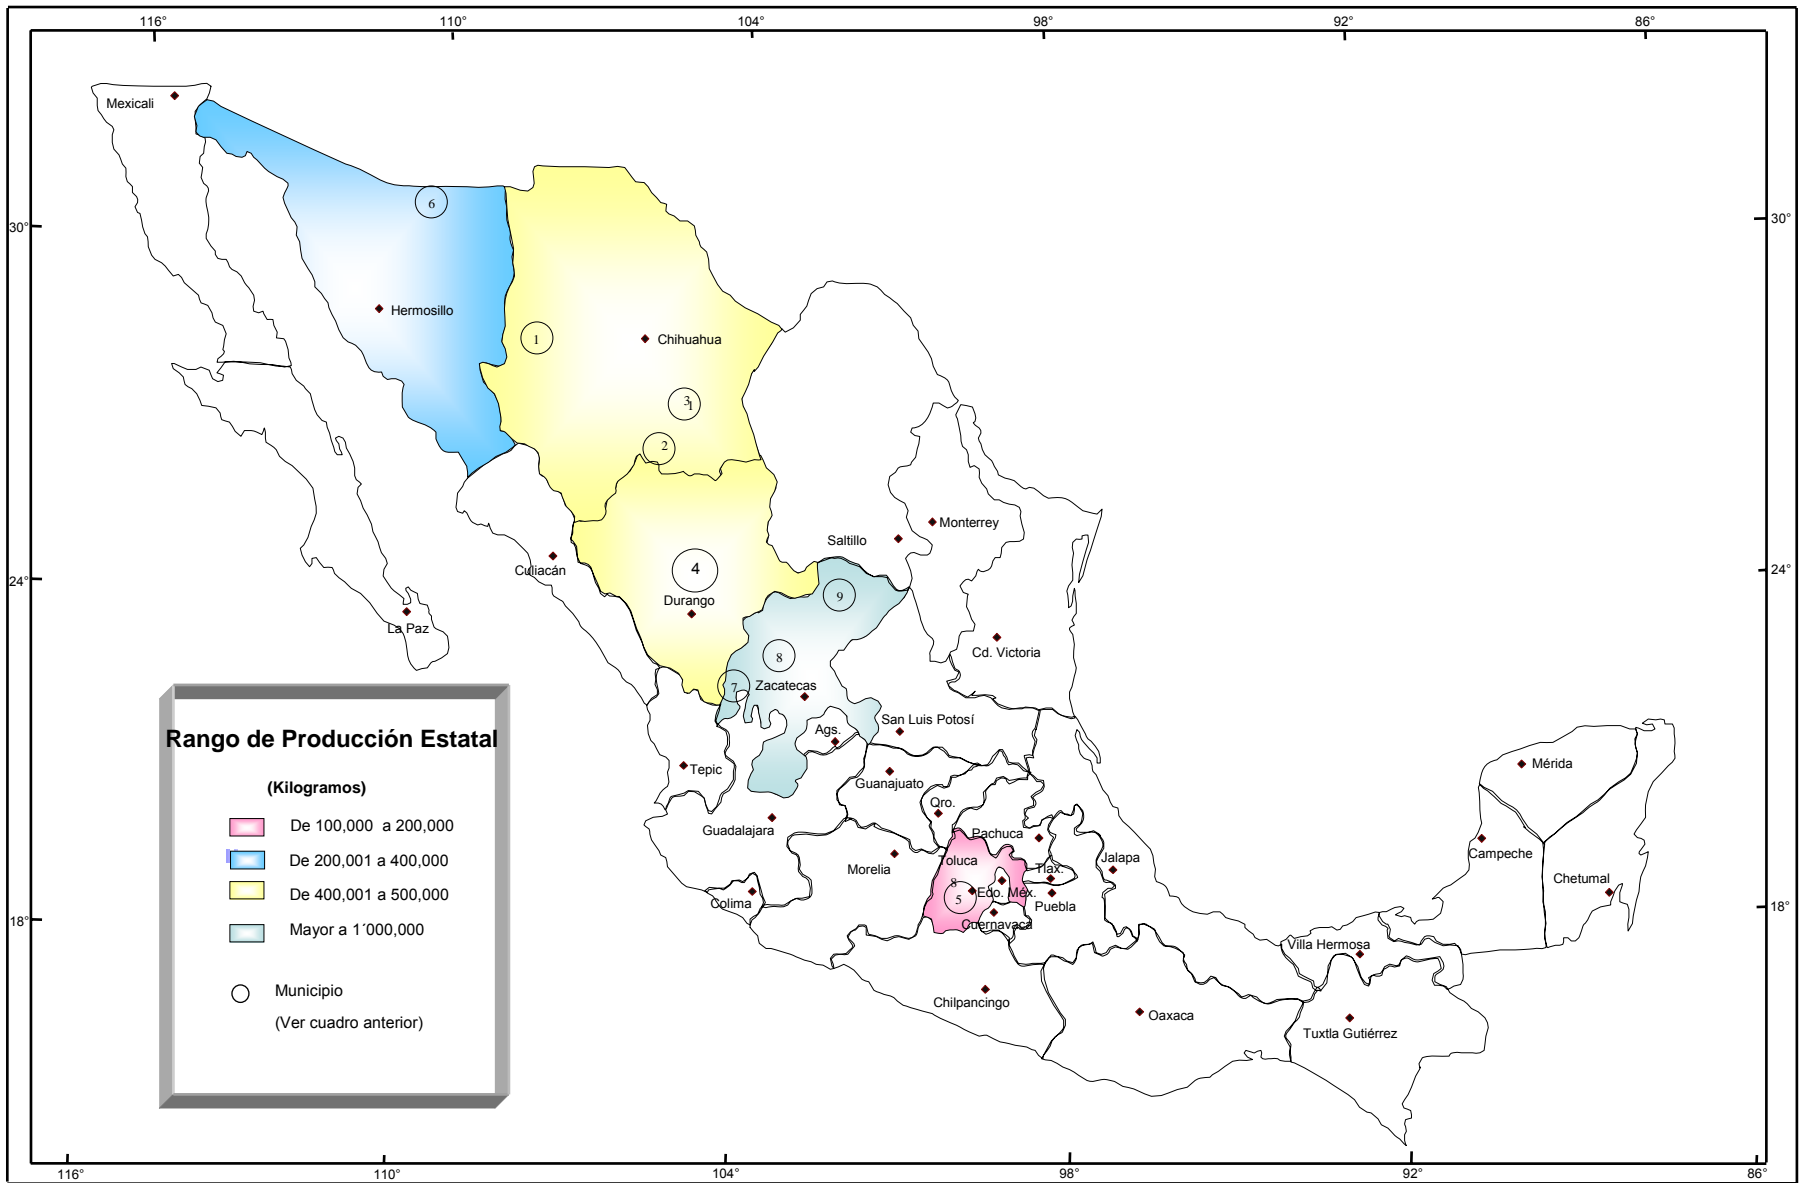 116°
110°
104°
98°
92°
86°
Mexicali
6
30°
30°
Hermosillo
1
Chihuahua
3
1
2
Monterrey
Saltillo
Culiacán
4
24°
24°
Durango
9
La Paz
Cd. Victoria
8
7
Zacatecas
San Luis Potosí
Ags.
Tepic
Guanajuato
Mérida
Qro.
Guadalajara
Pachuca
Morelia
Toluca
Tlax.
Jalapa
Campeche
8
Edo. Méx.
Chetumal
5
Colima
Puebla
18°
18°
Cuernavaca
Villa Hermosa
Chilpancingo
Oaxaca
Tuxtla Gutiérrez
Rango de Producción Estatal
(Kilogramos)
De 100,000 a 200,000
De 200,001 a 400,000
De 400,001 a 500,000
Mayor a 1´000,000
Municipio
(Ver cuadro anterior)
116°
110°
104°
98°
92°
86°